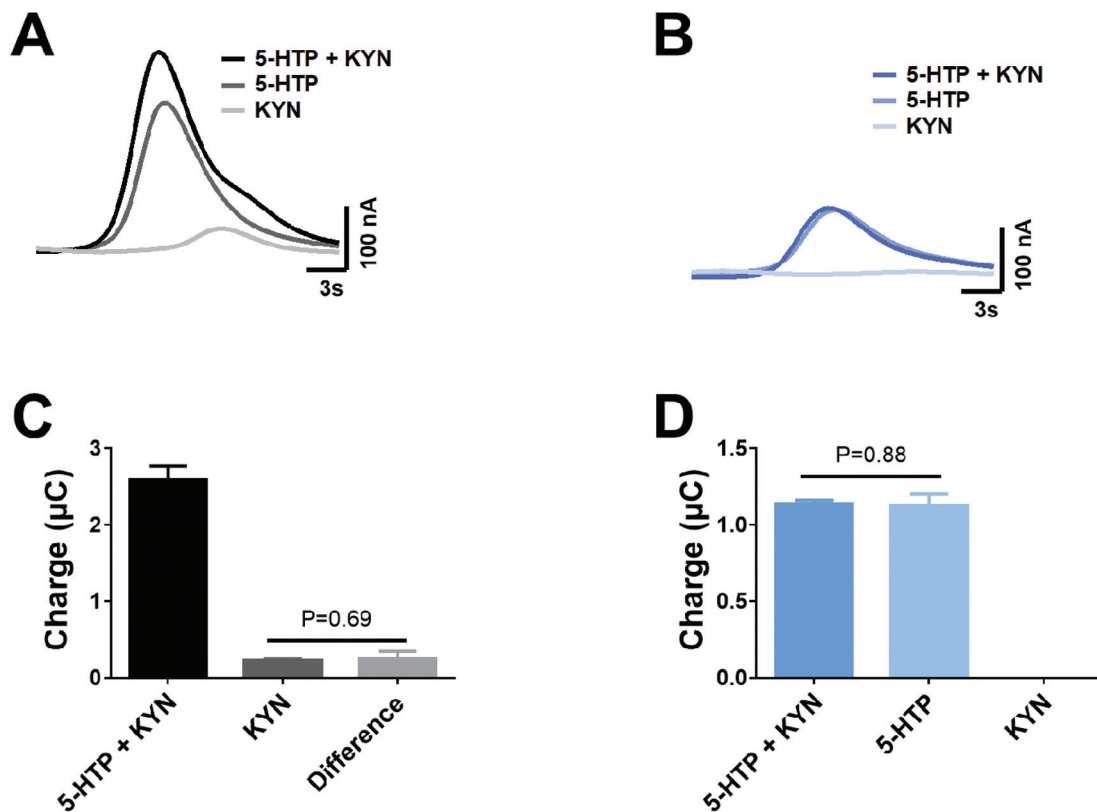 A
5-HTP + KYN
5-HTP
KYN
100 nA
3s
B
5-HTP + KYN
5-HTP
KYN
100 nA
3s
C
Charge (µC)
3
2
1
0
P=0.69
5-HTP + KYN
KYN
Difference
D
Charge (µC)
1.5
1.0
0.5
0.0
P=0.88
5-HTP + KYN
5-HTP
KYN